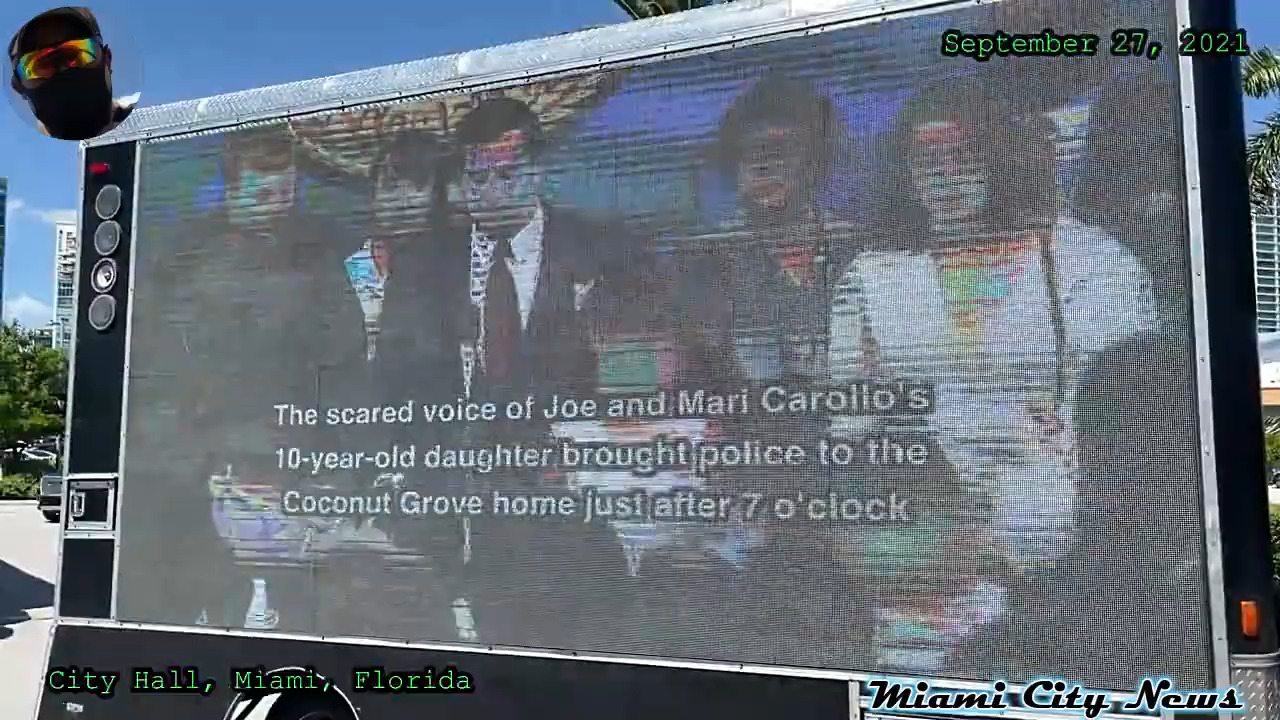 September 27, 2021
The scared voice of Joe and Mari Carollo's
10-year-old daughter brought police to the
Coconut Grove home just after 7 o'clock
City Hall, Miami, Florida
Miami City News